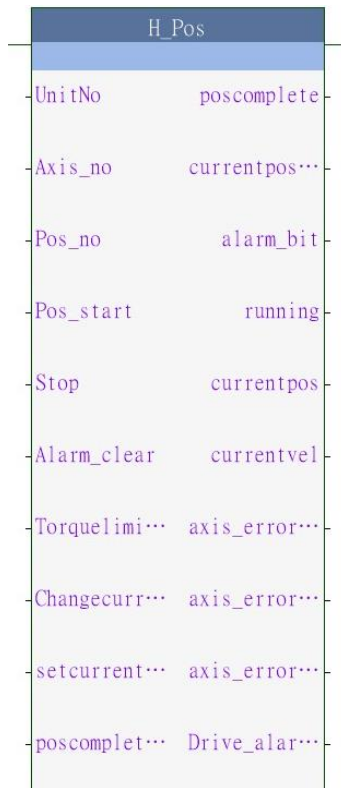 H_Pos
UnitNo poscomplete
Axis_no currentpos…
Pos_no alarm_bit
Pos_start running
Stop currentpos
Alarm_clear currentvel
Torquelimi… axis_error…
Changecurr… axis_error…
setcurrent… axis_error…
poscomplet… Drive_alar…